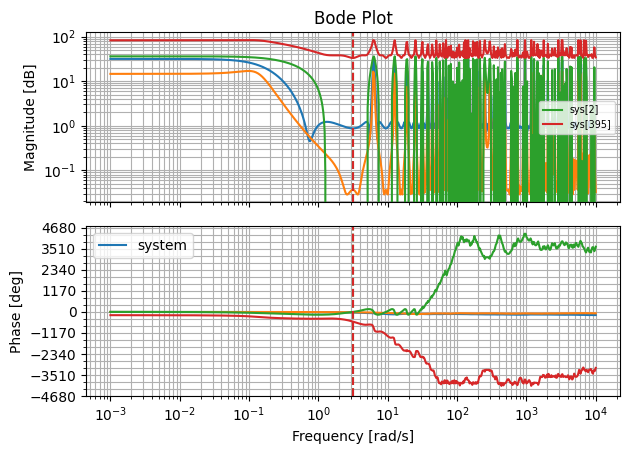 Bode Plot
Magnitude [dB]
10²
10¹
10⁰
10⁻¹
sys[2]
sys[395]
Phase [deg]
4680
3510
2340
1170
0
−1170
−2340
−3510
−4680
system
10⁻³ 10⁻² 10⁻¹ 10⁰ 10¹ 10² 10³ 10⁴
Frequency [rad/s]